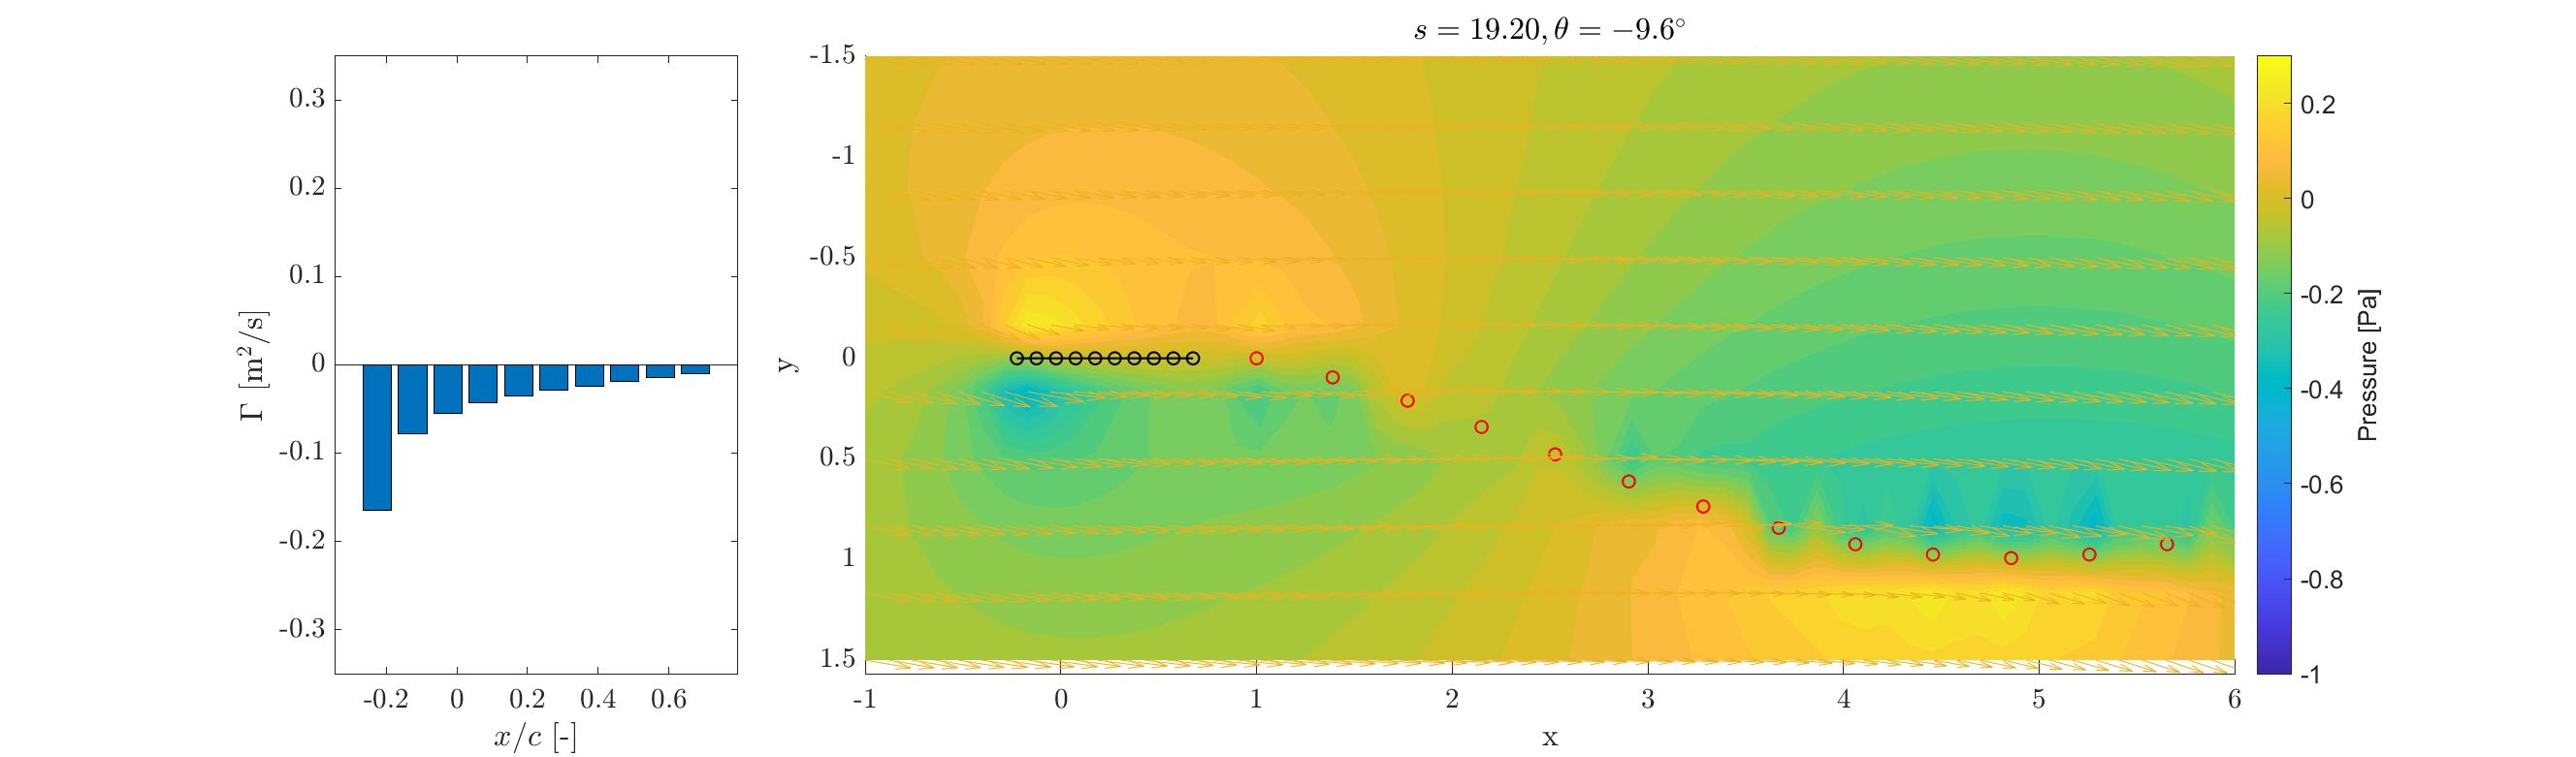 s = 19.20, θ = −9.6°
0.3
0.2
0.1
0
-0.1
-0.2
-0.3
Γ [m²/s]
-0.2 0 0.2 0.4 0.6
x/c [-]
-1.5
-1
-0.5
0
0.5
1
1.5
y
-1 0 1 2 3 4 5 6
x
0.2
0
-0.2
-0.4
-0.6
-0.8
-1
Pressure [Pa]